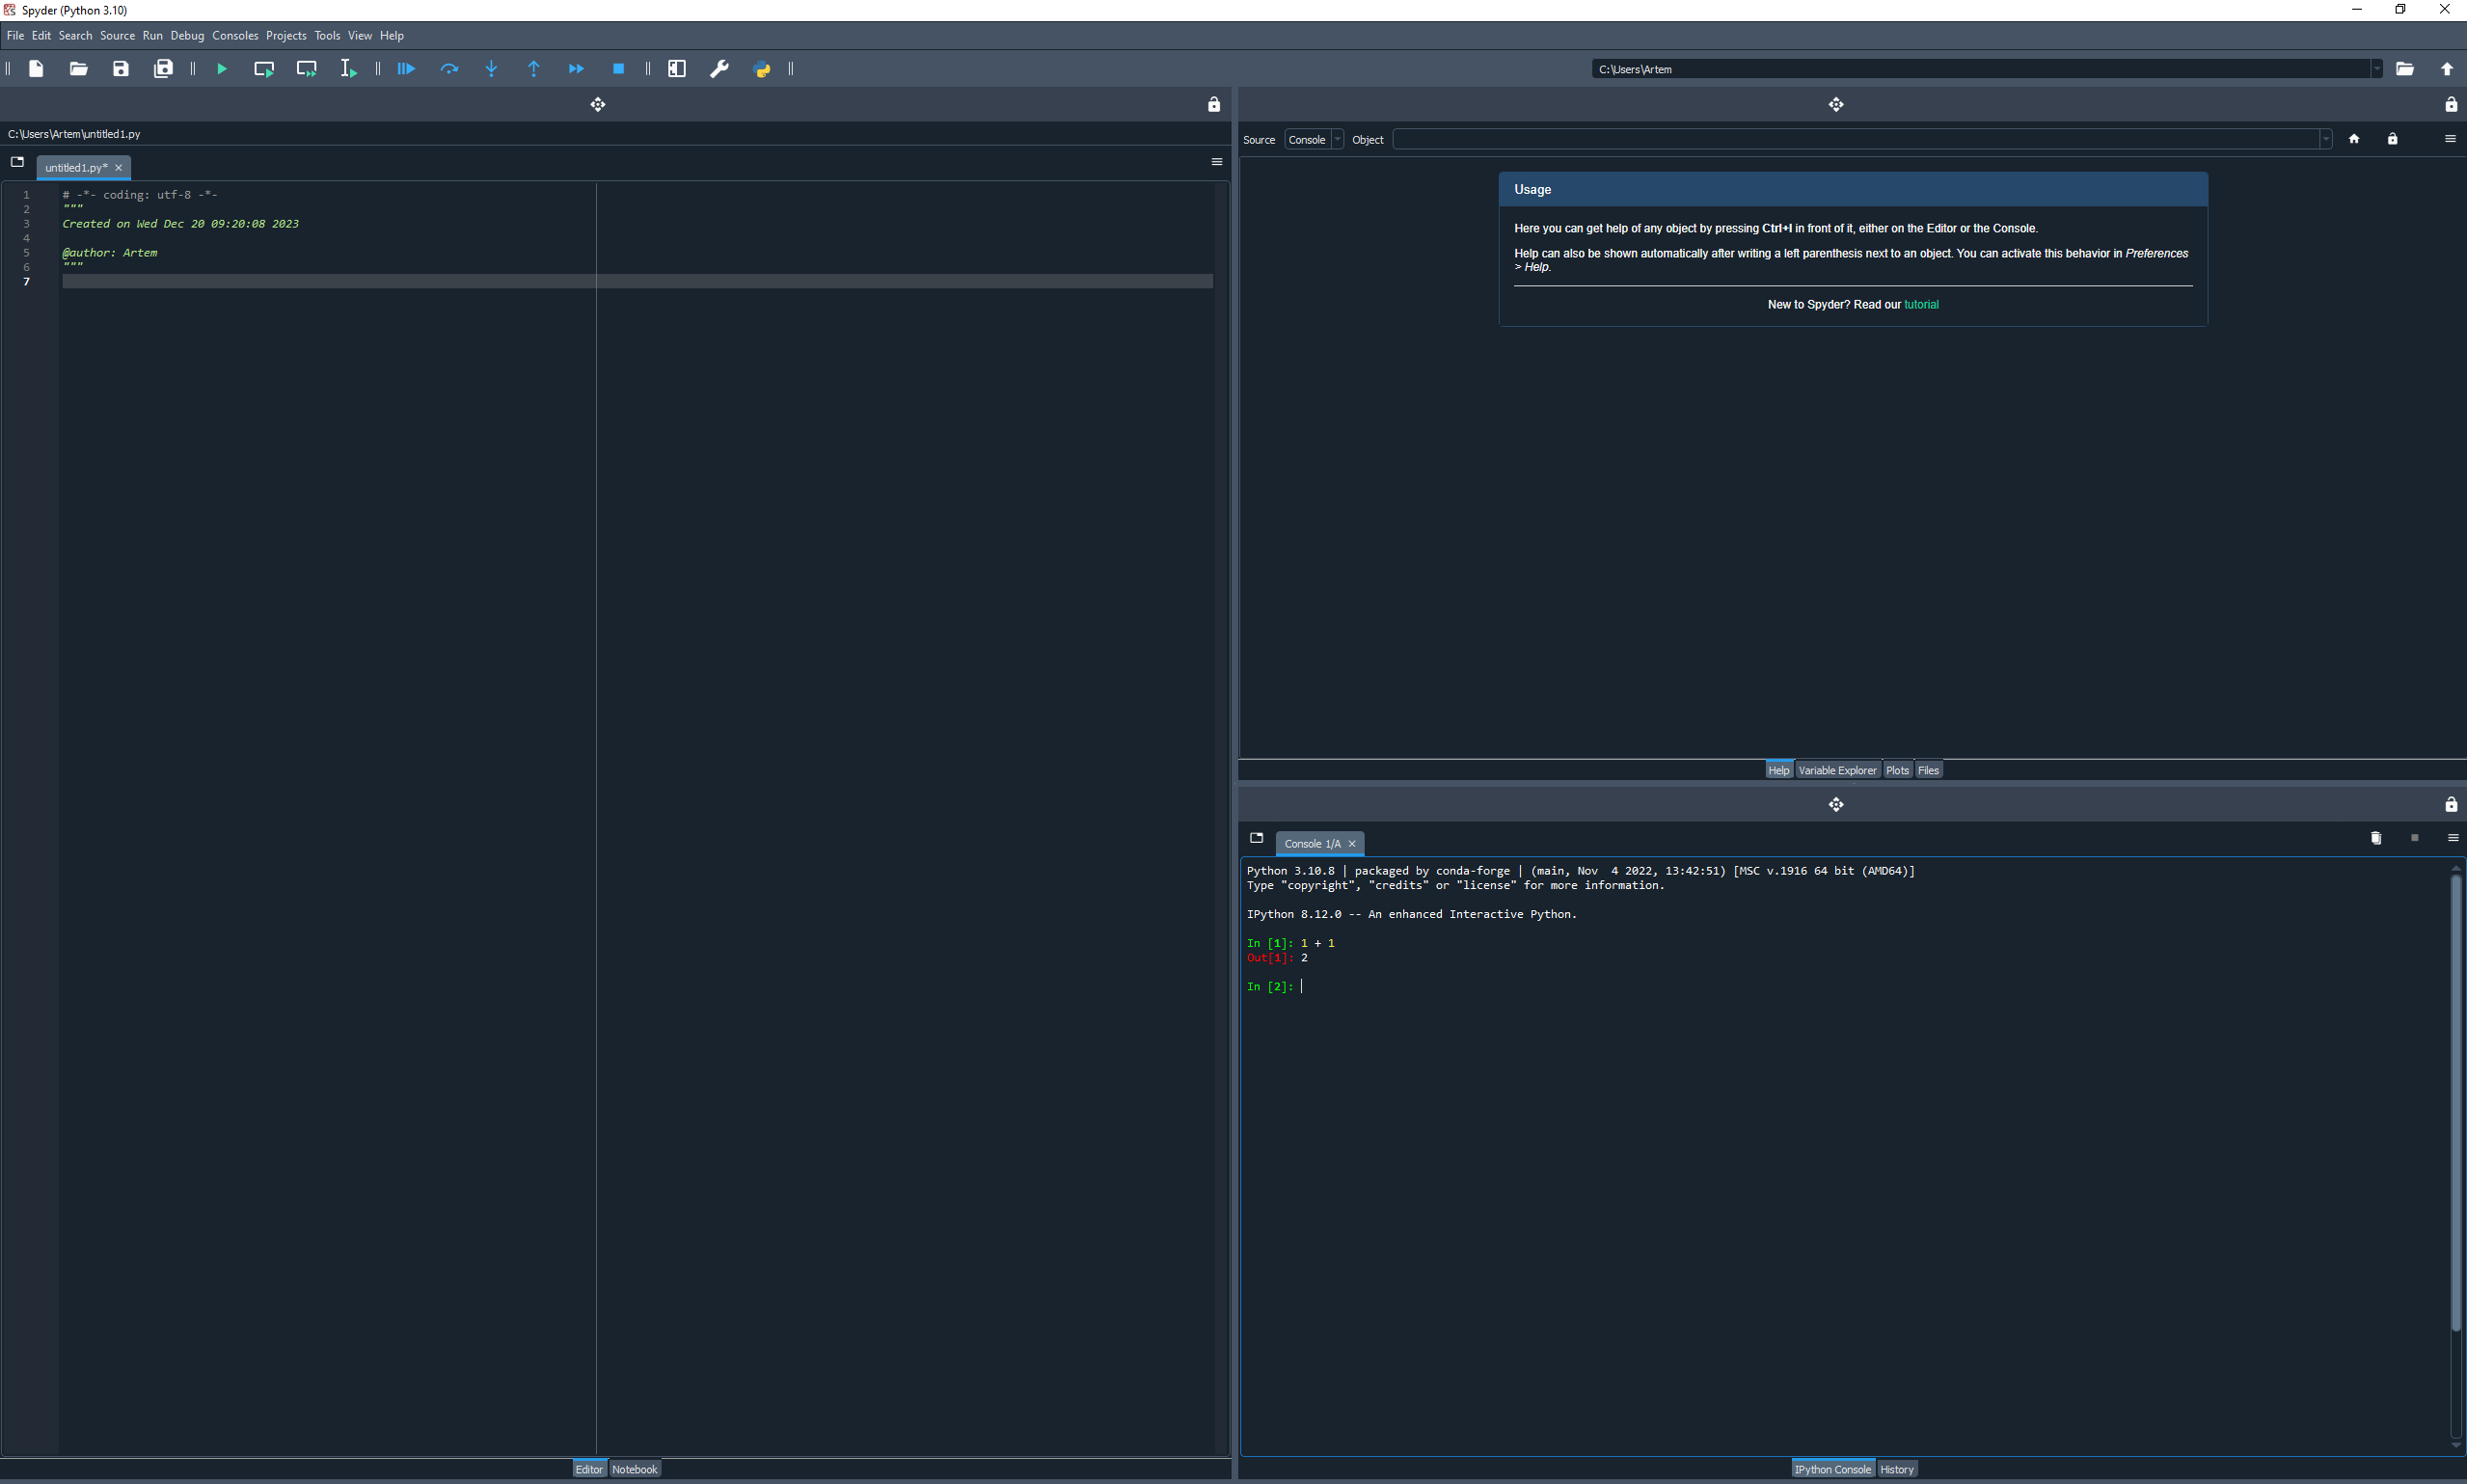 Spyder (Python 3.10)
File Edit Search Source Run Debug Consoles Projects Tools View Help
C:\Users\Artem
C:\Users\Artem\untitled1.py
untitled1.py*
1 # -*- coding: utf-8 -*-
2 """
3 Created on Wed Dec 20 09:20:08 2023
4
5 @author: Artem
6 """
7
Editor Notebook
Source Console Object
Usage
Here you can get help of any object by pressing Ctrl+I in front of it, either on the Editor or the Console.
Help can also be shown automatically after writing a left parenthesis next to an object. You can activate this behavior in Preferences
> Help.
New to Spyder? Read our tutorial
Help Variable Explorer Plots Files
Console 1/A
Python 3.10.8 | packaged by conda-forge | (main, Nov  4 2022, 13:42:51) [MSC v.1916 64 bit (AMD64)]
Type "copyright", "credits" or "license" for more information.
IPython 8.12.0 -- An enhanced Interactive Python.
In [1]: 1 + 1
Out[1]: 2
In [2]:
IPython Console History